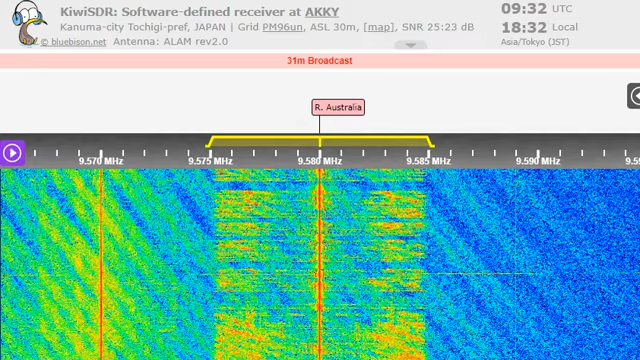 KiwiSDR: Software-defined receiver at AKKY
Kanuma-city Tochigi-pref, JAPAN | Grid PM96un, ASL 30m, [map], SNR 25:23 dB
© bluebison.net Antenna: ALAM rev2.0
09:32 UTC
18:32 Local
Asia/Tokyo (JST)
31m Broadcast
R. Australia
9.570 MHz 9.575 MHz 9.580 MHz 9.585 MHz 9.590 MHz